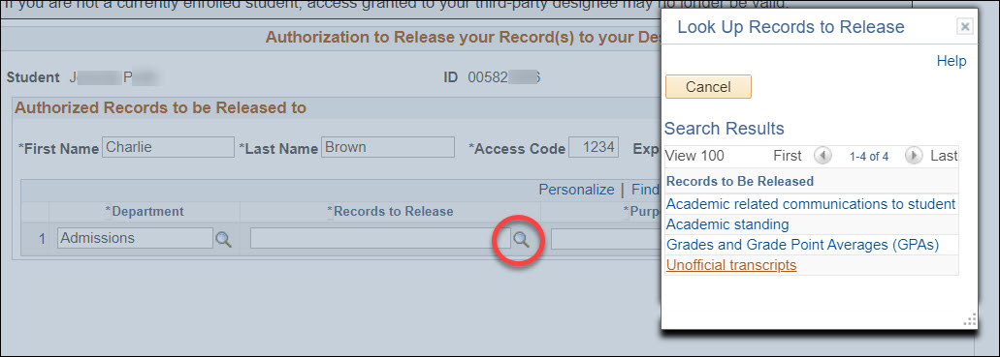 If you are not a currently enrolled student, access granted to your third-party designee may no longer be valid.
Authorization to Release your Record(s) to your De
Student J P ID 00582 6
Authorized Records to be Released to
*First Name Charlie *Last Name Brown *Access Code 1234 Exp
Personalize | Find
*Department *Records to Release *Purp
1 Admissions
Look Up Records to Release
Help
Cancel
Search Results
View 100 First 1-4 of 4 Last
Records to Be Released
Academic related communications to student
Academic standing
Grades and Grade Point Averages (GPAs)
Unofficial transcripts